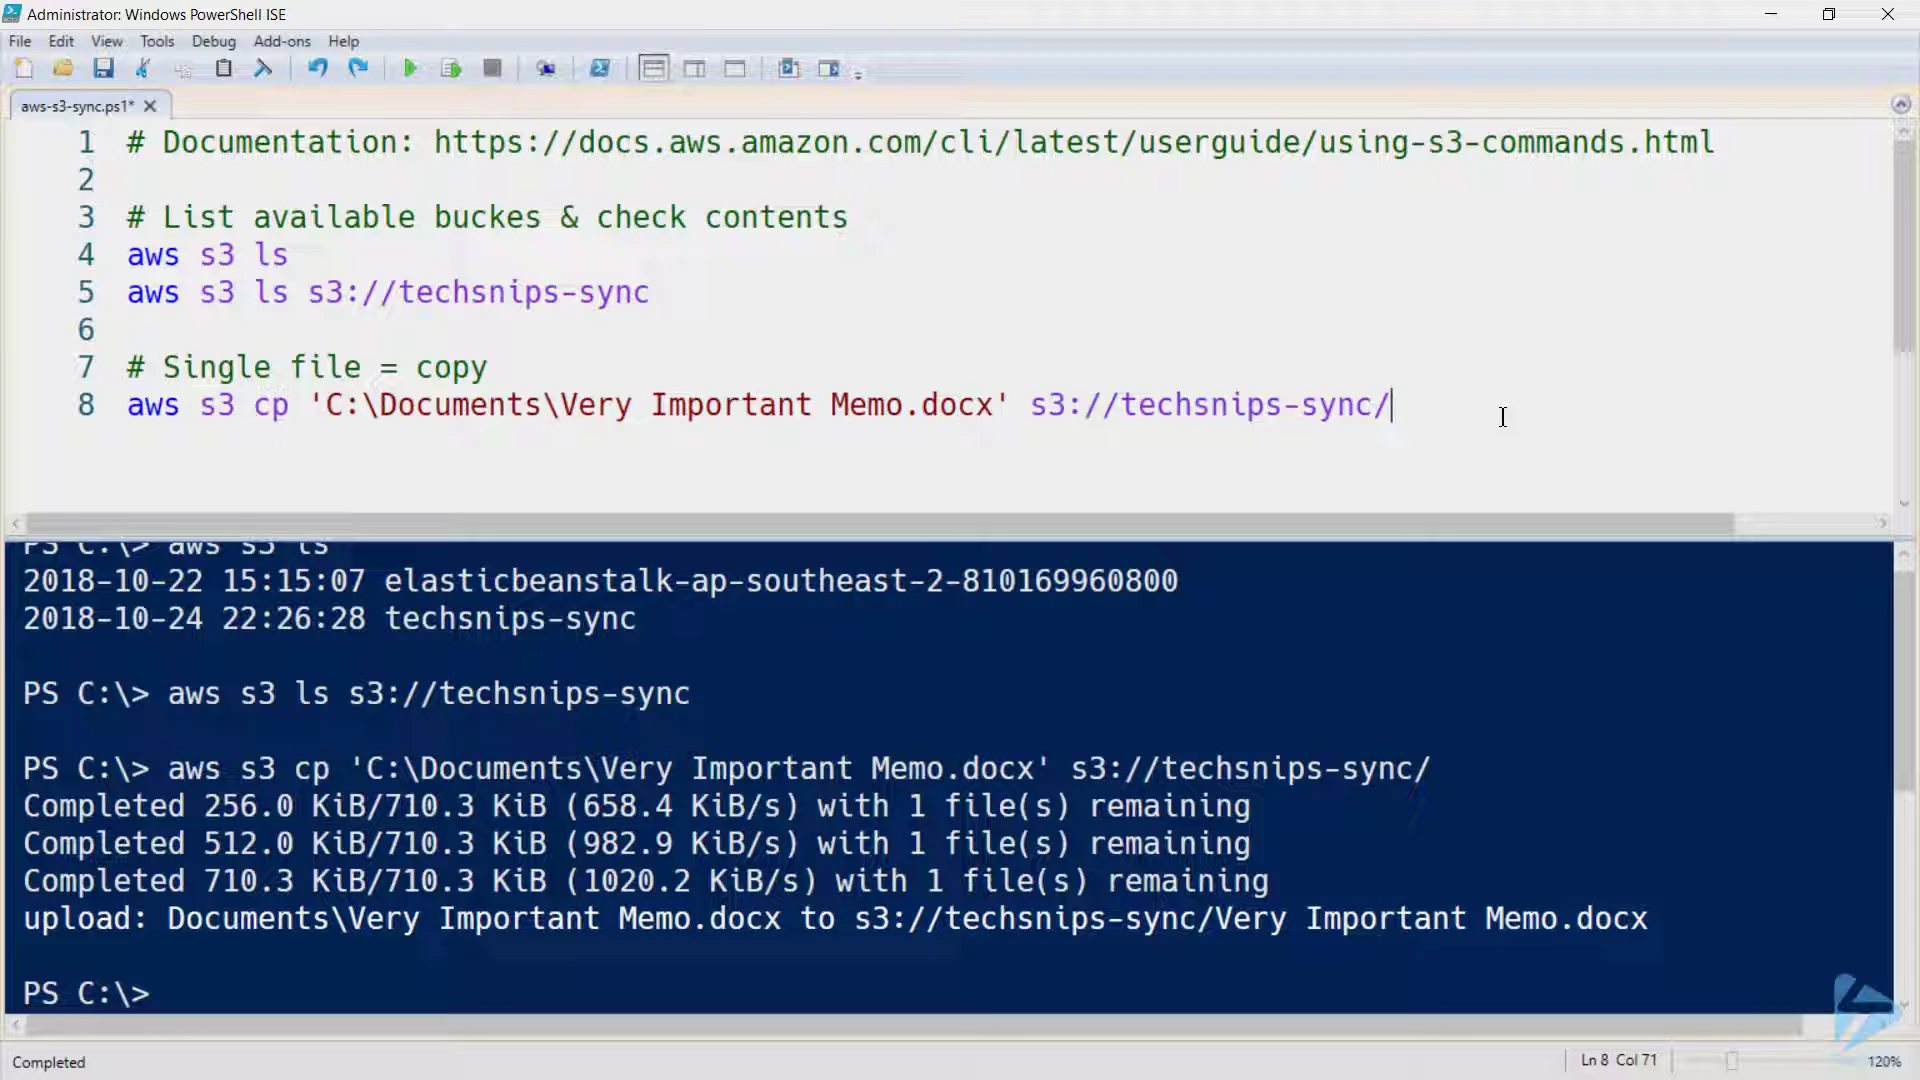 Administrator: Windows PowerShell ISE
File Edit View Tools Debug Add-ons Help
aws-s3-sync.ps1*
1 # Documentation: https://docs.aws.amazon.com/cli/latest/userguide/using-s3-commands.html
2
3 # List available buckes & check contents
4 aws s3 ls
5 aws s3 ls s3://techsnips-sync
6
7 # Single file = copy
8 aws s3 cp 'C:\Documents\Very Important Memo.docx' s3://techsnips-sync/
PS C:\> aws s3 ls
2018-10-22 15:15:07 elasticbeanstalk-ap-southeast-2-810169960800
2018-10-24 22:26:28 techsnips-sync
PS C:\> aws s3 ls s3://techsnips-sync
PS C:\> aws s3 cp 'C:\Documents\Very Important Memo.docx' s3://techsnips-sync/
Completed 256.0 KiB/710.3 KiB (658.4 KiB/s) with 1 file(s) remaining
Completed 512.0 KiB/710.3 KiB (982.9 KiB/s) with 1 file(s) remaining
Completed 710.3 KiB/710.3 KiB (1020.2 KiB/s) with 1 file(s) remaining
upload: Documents\Very Important Memo.docx to s3://techsnips-sync/Very Important Memo.docx
PS C:\>
Completed
Ln 8 Col 71
120%